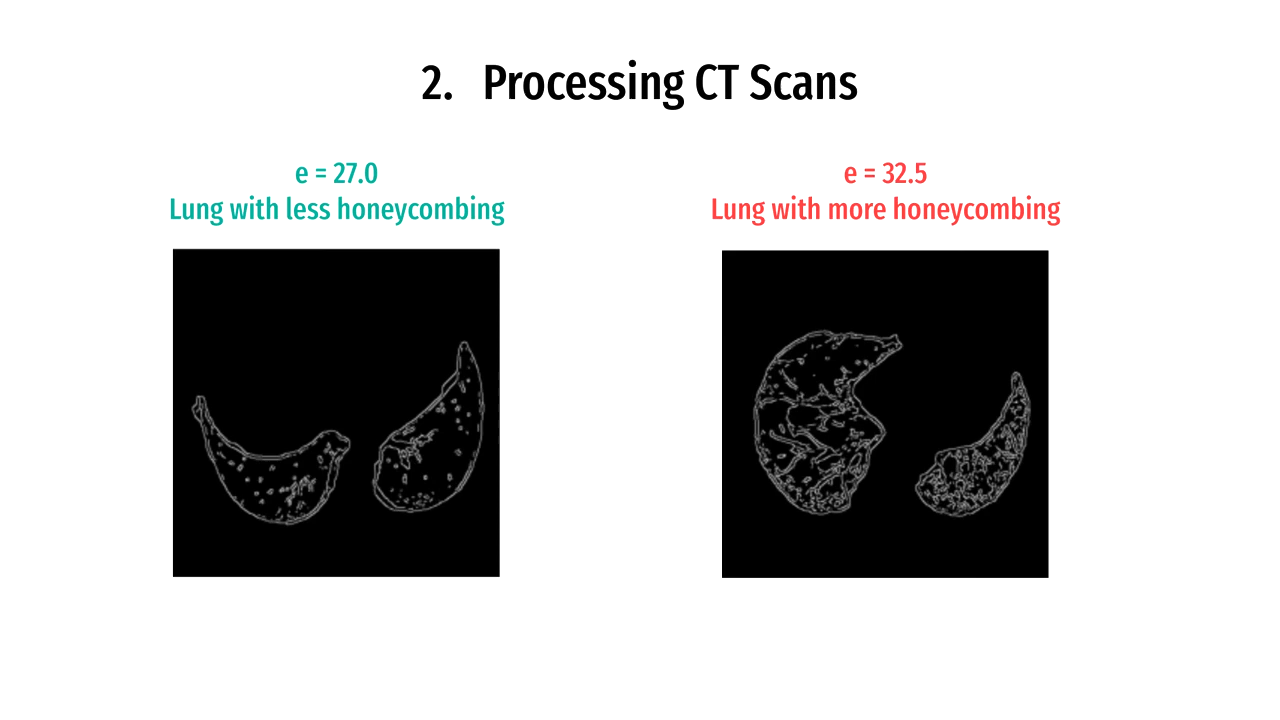 2. Processing CT Scans
e = 27.0
Lung with less honeycombing
e = 32.5
Lung with more honeycombing